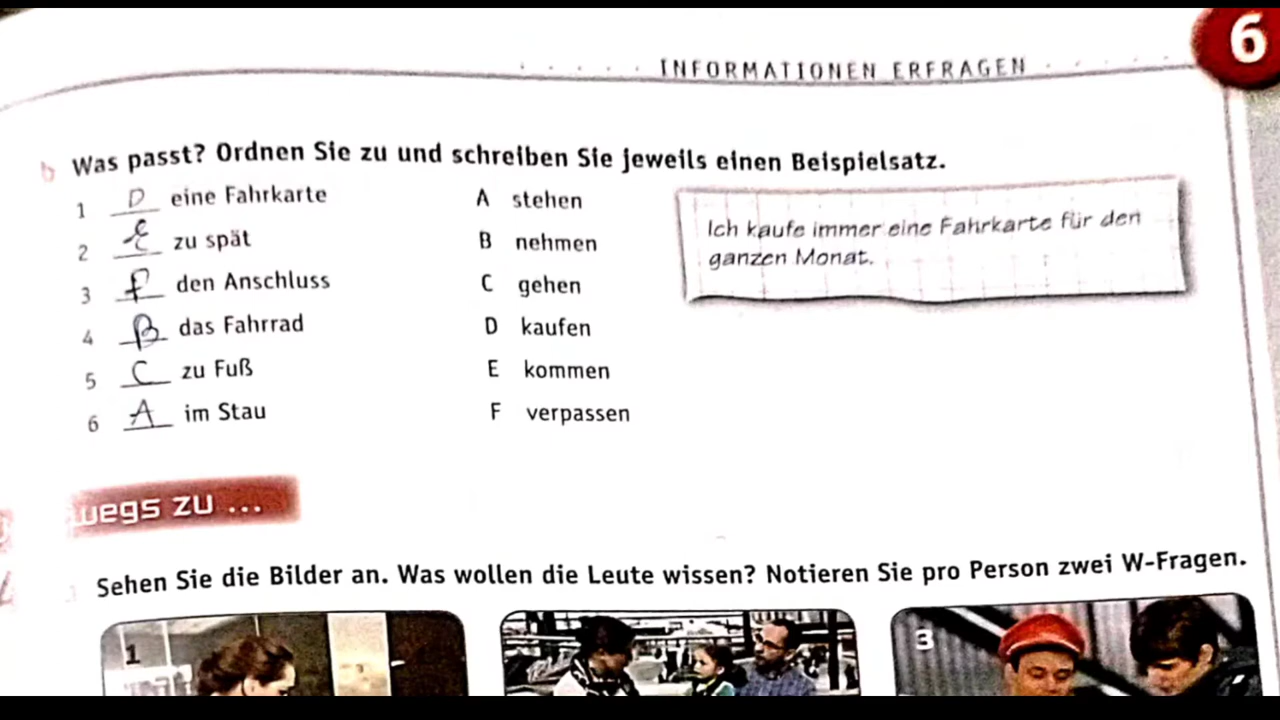 6
INFORMATIONEN ERFRAGEN
b Was passt? Ordnen Sie zu und schreiben Sie jeweils einen Beispielsatz.
1 D eine Fahrkarte
2 E zu spät
3 F den Anschluss
4 B das Fahrrad
5 C zu Fuß
6 A im Stau
A stehen
B nehmen
C gehen
D kaufen
E kommen
F verpassen
Ich kaufe immer eine Fahrkarte für den
ganzen Monat.
wegs zu ...
Sehen Sie die Bilder an. Was wollen die Leute wissen? Notieren Sie pro Person zwei W-Fragen.
1
3